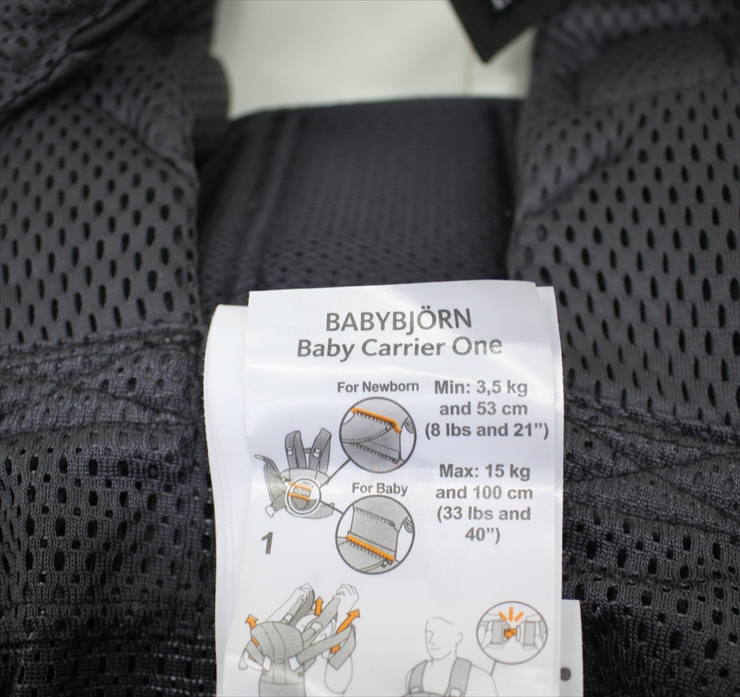 BABYBJÖRN
Baby Carrier One
For Newborn
Min: 3,5 kg
and 53 cm
(8 lbs and 21”)
For Baby
Max: 15 kg
and 100 cm
(33 lbs and
40”)
1